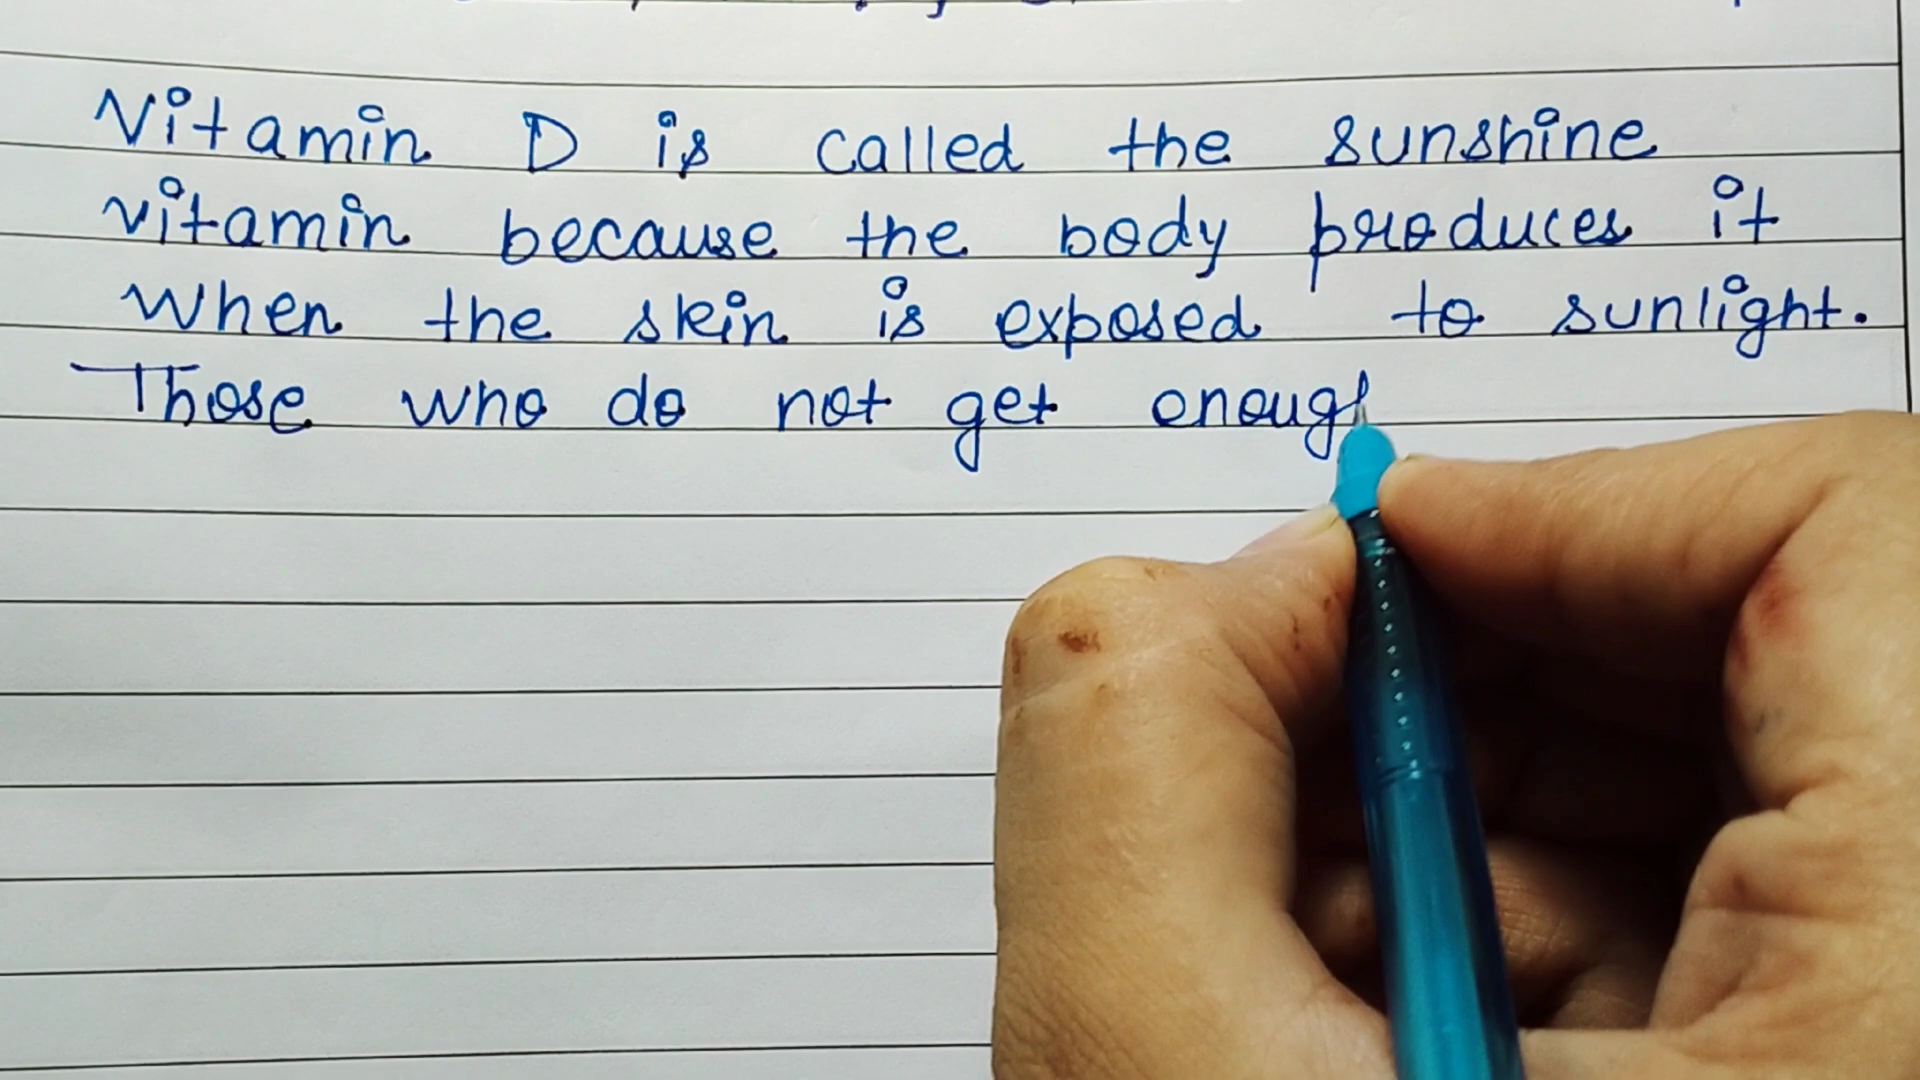 Vitamin D is called the sunshine
vitamin because the body produces it
when the skin is exposed to sunlight.
Those who do not get enough